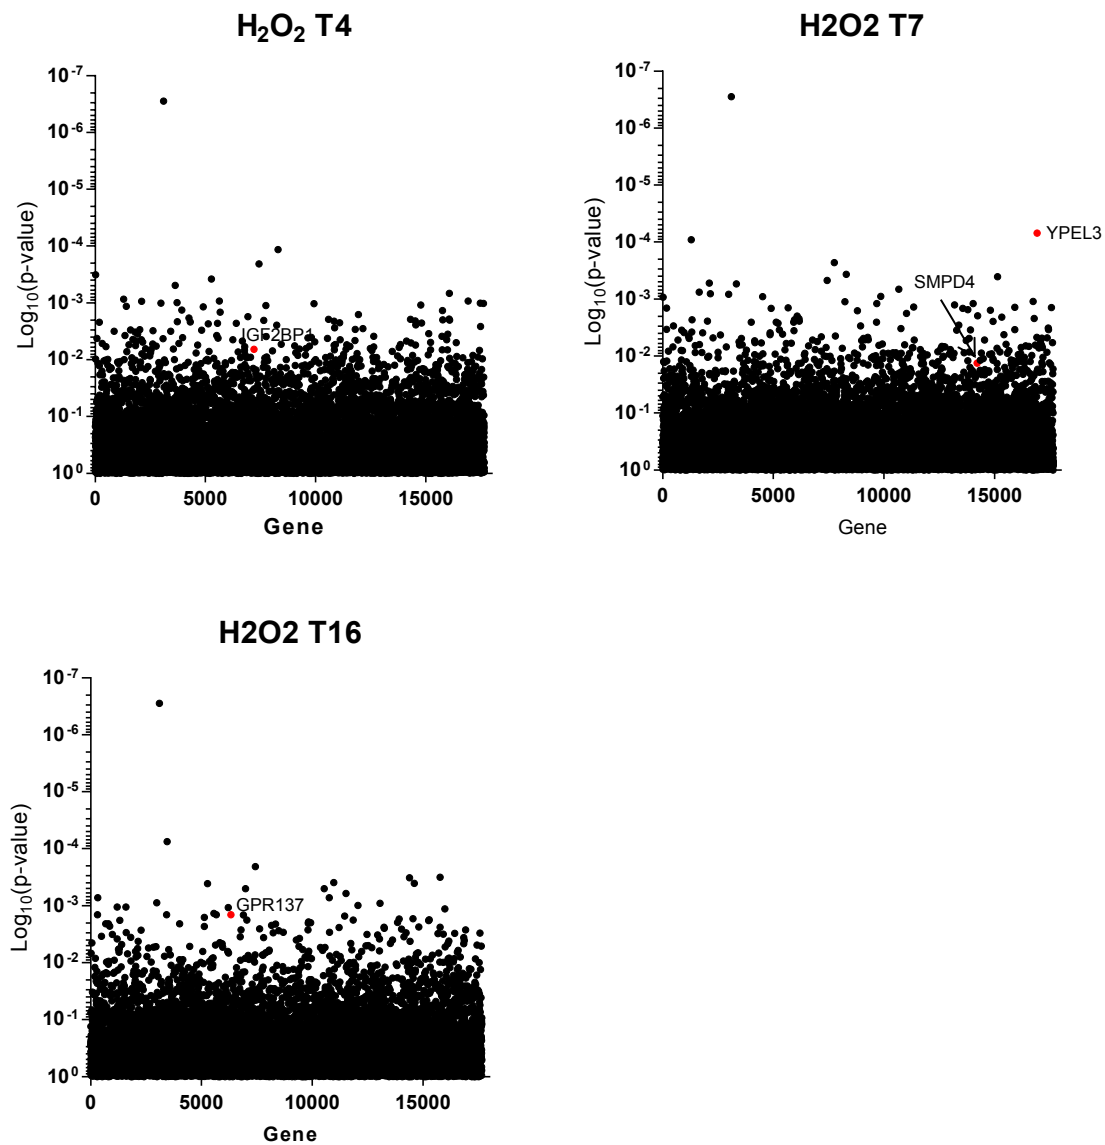 H₂O₂ T4
10⁻⁷
10⁻⁶
10⁻⁵
10⁻⁴
10⁻³
10⁻²
10⁻¹
10⁰
Log₁₀(p-value)
IGF2BP1
0 5000 10000 15000
Gene
H2O2 T7
10⁻⁷
10⁻⁶
10⁻⁵
10⁻⁴
10⁻³
10⁻²
10⁻¹
10⁰
Log₁₀(p-value)
YPEL3
SMPD4
0 5000 10000 15000
Gene
H2O2 T16
10⁻⁷
10⁻⁶
10⁻⁵
10⁻⁴
10⁻³
10⁻²
10⁻¹
10⁰
Log₁₀(p-value)
GPR137
0 5000 10000 15000
Gene